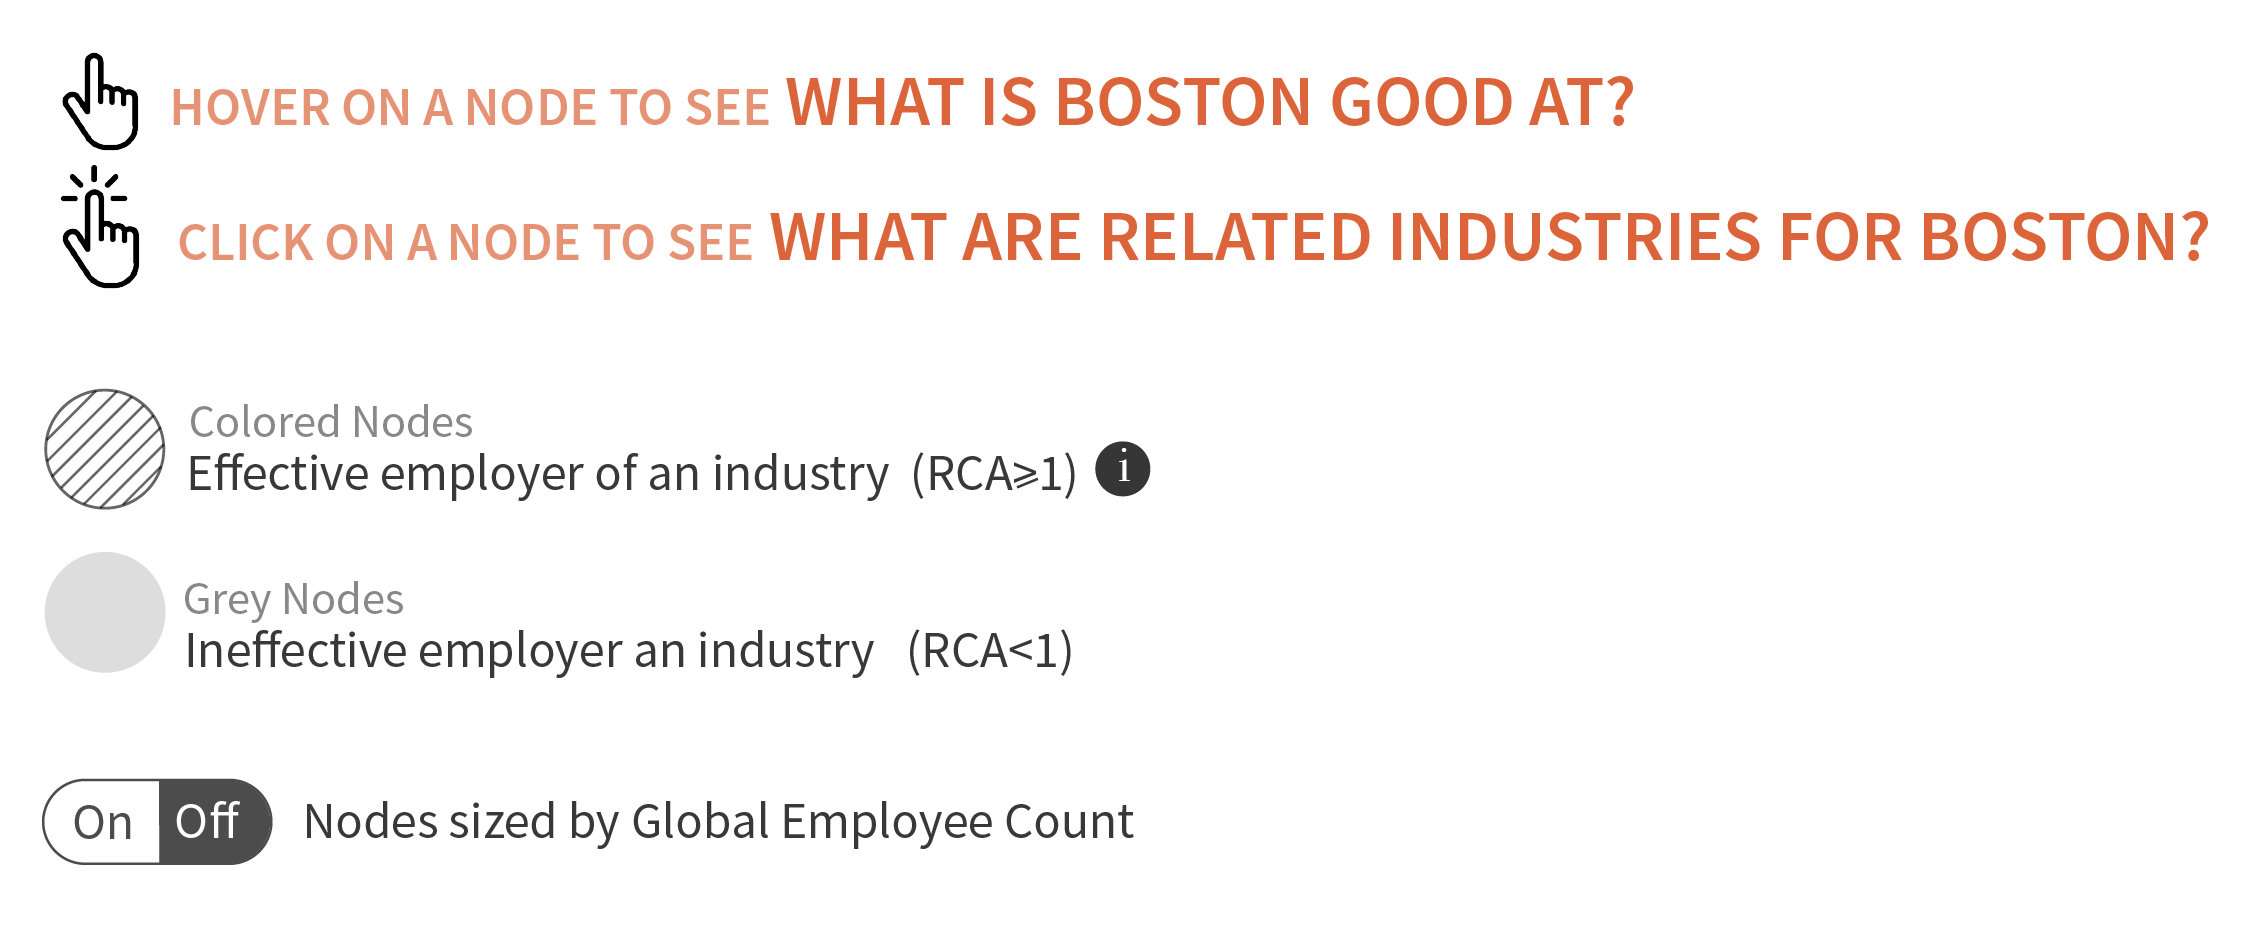 HOVER ON A NODE TO SEE WHAT IS BOSTON GOOD AT?
CLICK ON A NODE TO SEE WHAT ARE RELATED INDUSTRIES FOR BOSTON?
Colored Nodes
Effective employer of an industry (RCA⩾1) i
Grey Nodes
Ineffective employer an industry (RCA<1)
On Off Nodes sized by Global Employee Count